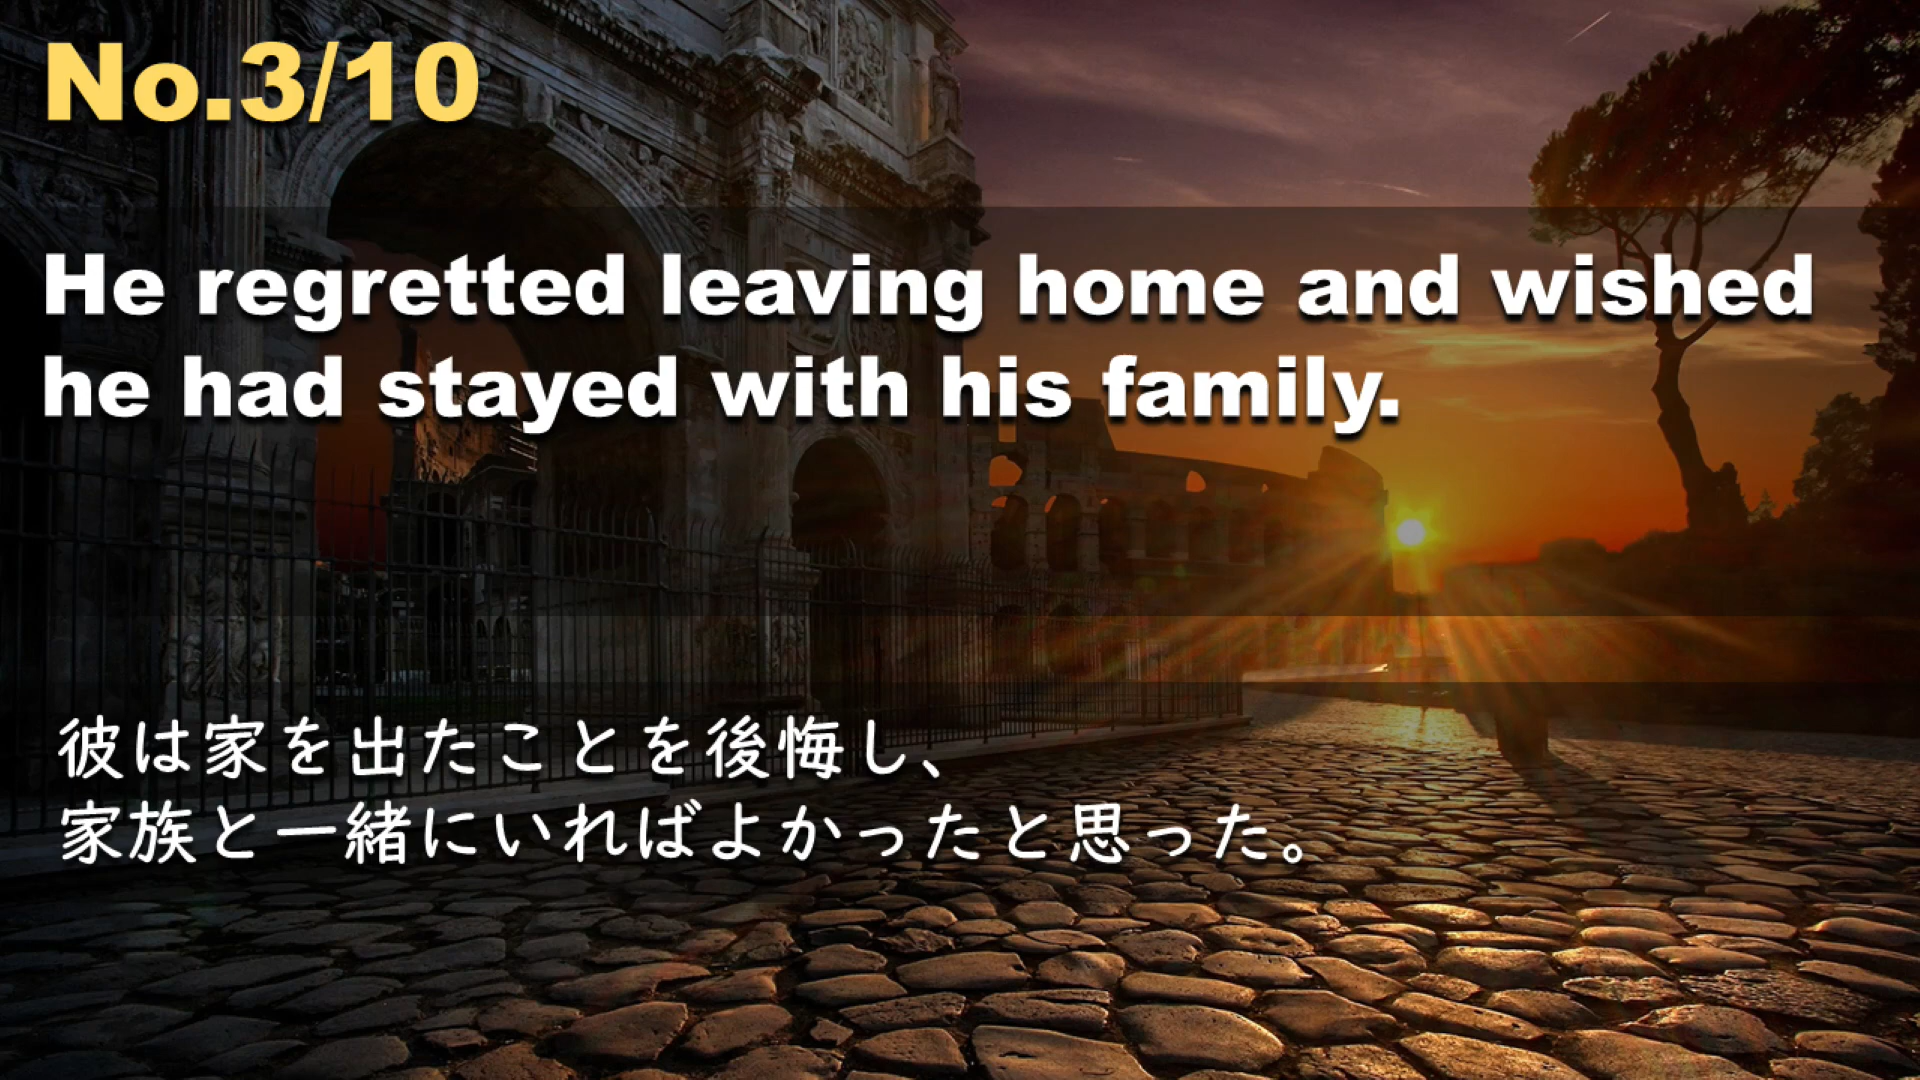 No.3/10
He regretted leaving home and wished
he had stayed with his family.
彼は家を出たことを後悔し、
家族と一緒にいればよかったと思った。